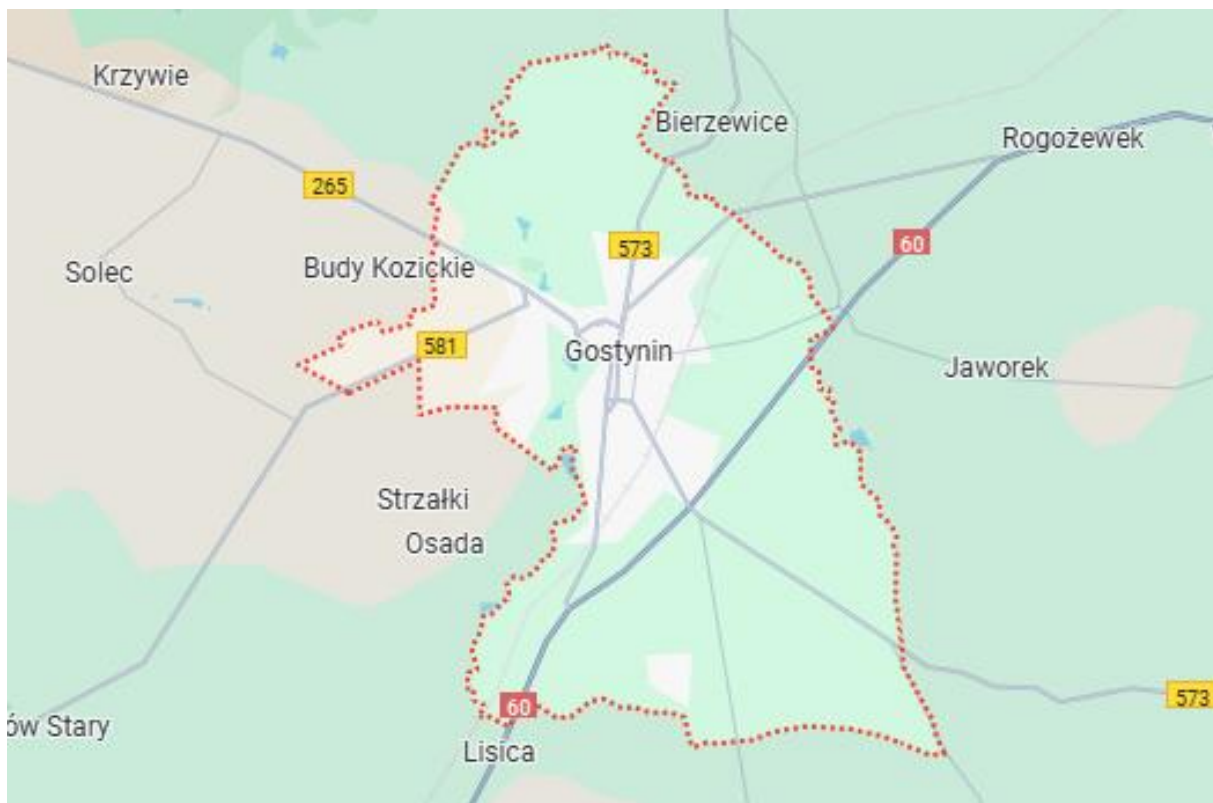 Krzywie
Bierzewice
Rogożewek
265
573
60
Solec
Budy Kozickie
581
Gostynin
Jaworek
Strzałki
Osada
60
573
ów Stary
Lisica